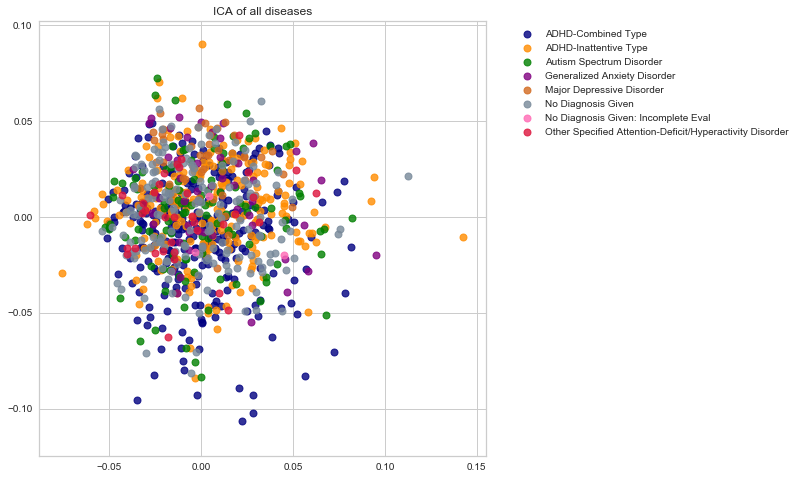 ICA of all diseases
0.10
0.05
0.00
−0.05
−0.10
−0.05
0.00
0.05
0.10
0.15
ADHD-Combined Type
ADHD-Inattentive Type
Autism Spectrum Disorder
Generalized Anxiety Disorder
Major Depressive Disorder
No Diagnosis Given
No Diagnosis Given: Incomplete Eval
Other Specified Attention-Deficit/Hyperactivity Disorder